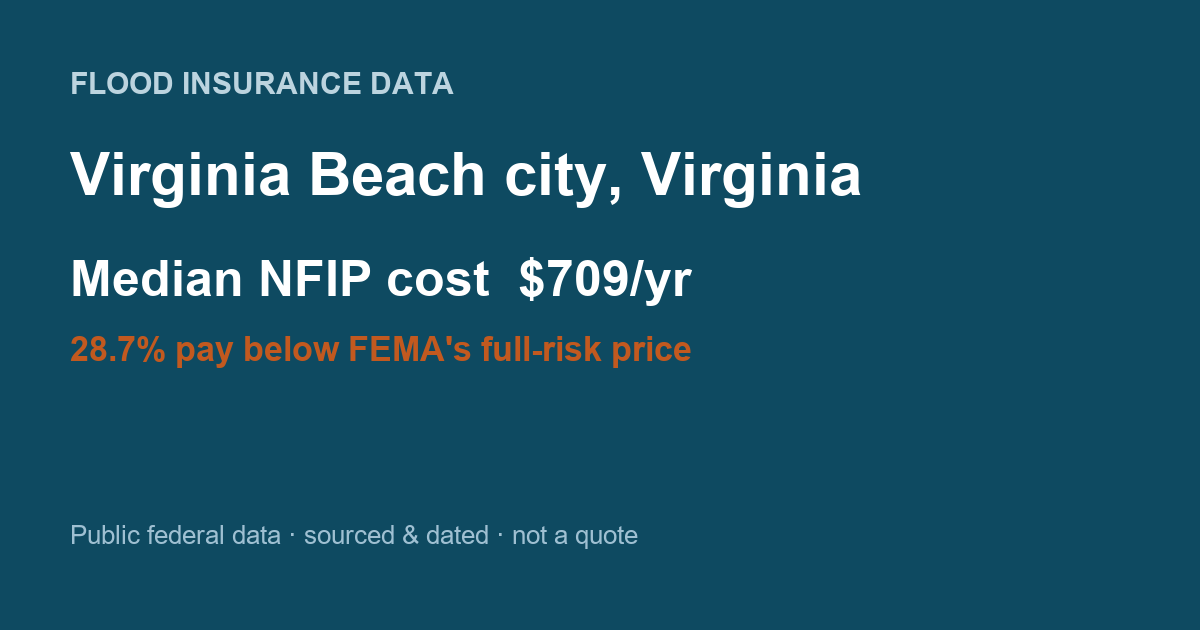 FLOOD INSURANCE DATA
Virginia Beach city, Virginia
Median NFIP cost  $709/yr
28.7% pay below FEMA's full-risk price
Public federal data · sourced & dated · not a quote